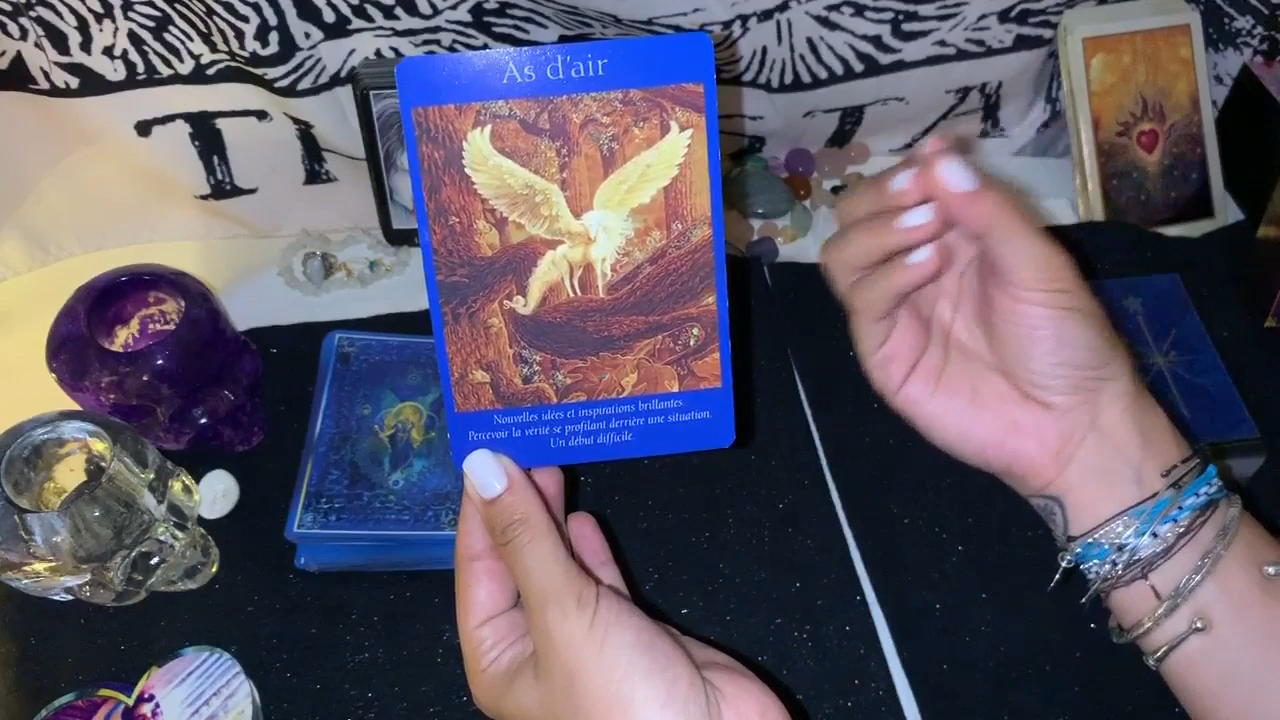 As d'air
Nouvelles idées et inspirations brillantes.
Percevoir la vérité se profilant derrière une situation.
Un début difficile.